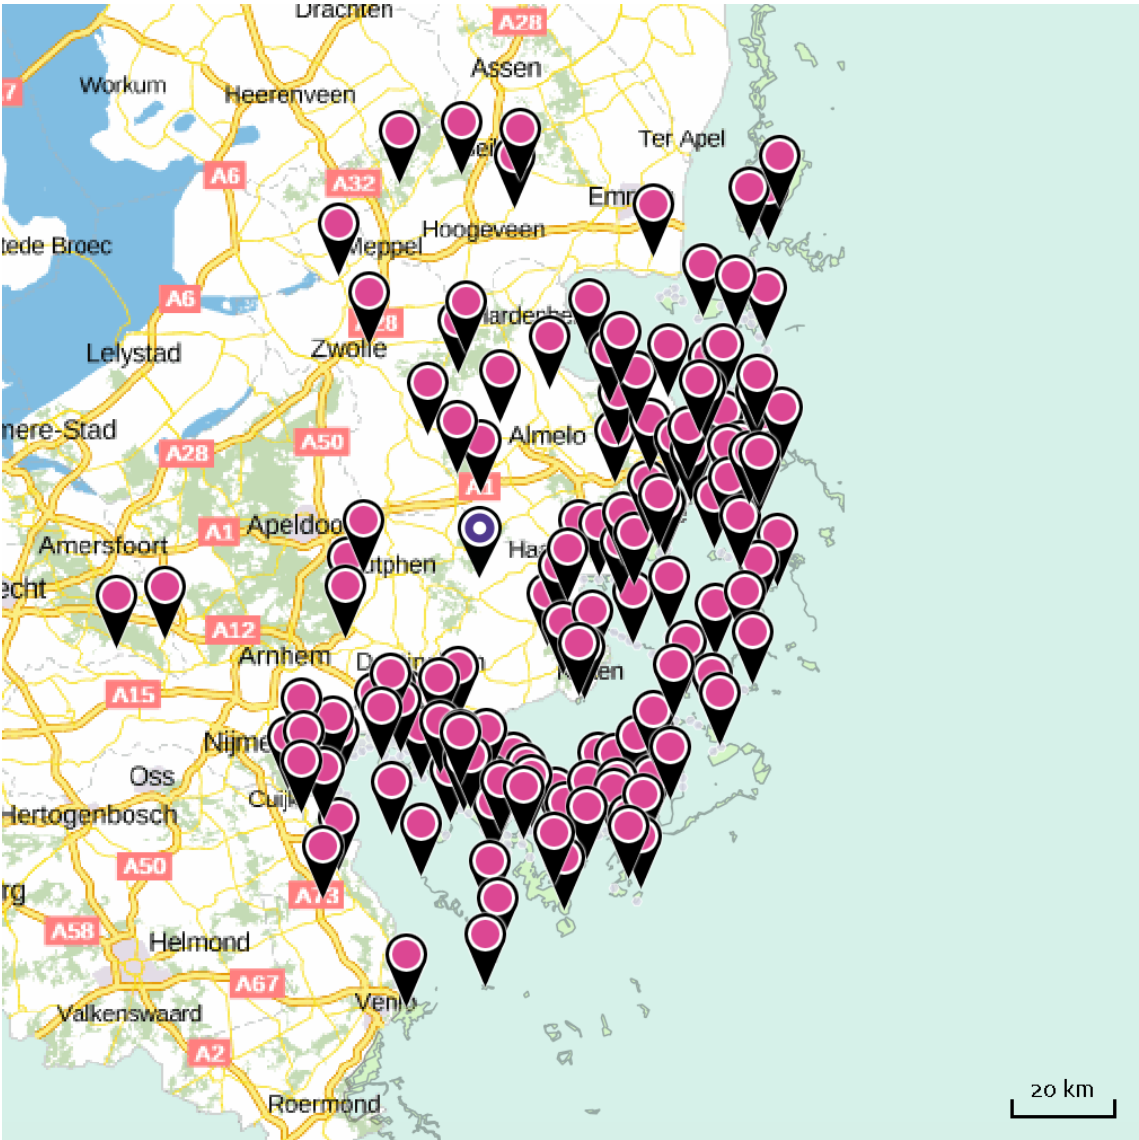 Drachten
A28
Assen
Workum
Heerenveen
7
Ter Apel
A6
A32
Emm
Hoogeveen
tede Broec
Meppel
A6
Hardenbe
Zwolle
Lelystad
mere-Stad
Almelo
A50
A28
A1
A1
Apeldoo
Amersfoort
Haa
utphen
echt
A12
Arnhem
A15
Nijme
Oss
Cuijk
Hertogenbosch
A50
A73
rg
A58
Helmond
A67
Venlo
Valkenswaard
A2
20 km
Roermond